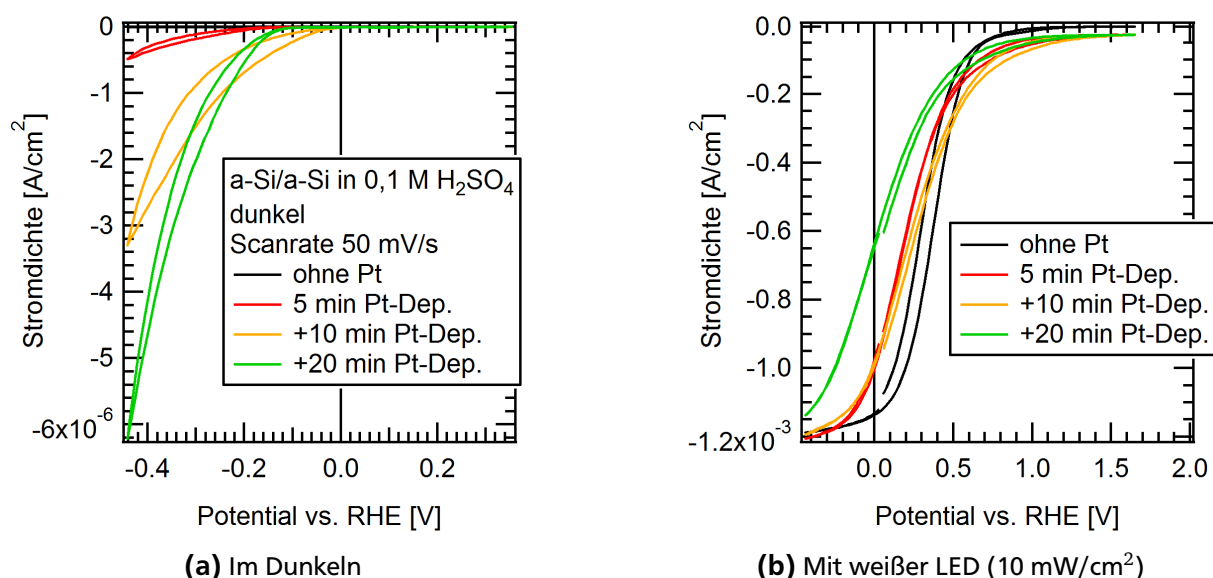 0
-1
-2
-3
-4
-5
-6x10⁻⁶
Stromdichte [A/cm²]
-0.4
-0.2
0.0
0.2
Potential vs. RHE [V]
a-Si/a-Si in 0,1 M H₂SO₄
dunkel
Scanrate 50 mV/s
ohne Pt
5 min Pt-Dep.
+10 min Pt-Dep.
+20 min Pt-Dep.
(a) Im Dunkeln
0.0
-0.2
-0.4
-0.6
-0.8
-1.0
-1.2x10⁻³
Stromdichte [A/cm²]
0.0
0.5
1.0
1.5
2.0
Potential vs. RHE [V]
ohne Pt
5 min Pt-Dep.
+10 min Pt-Dep.
+20 min Pt-Dep.
(b) Mit weißer LED (10 mW/cm²)